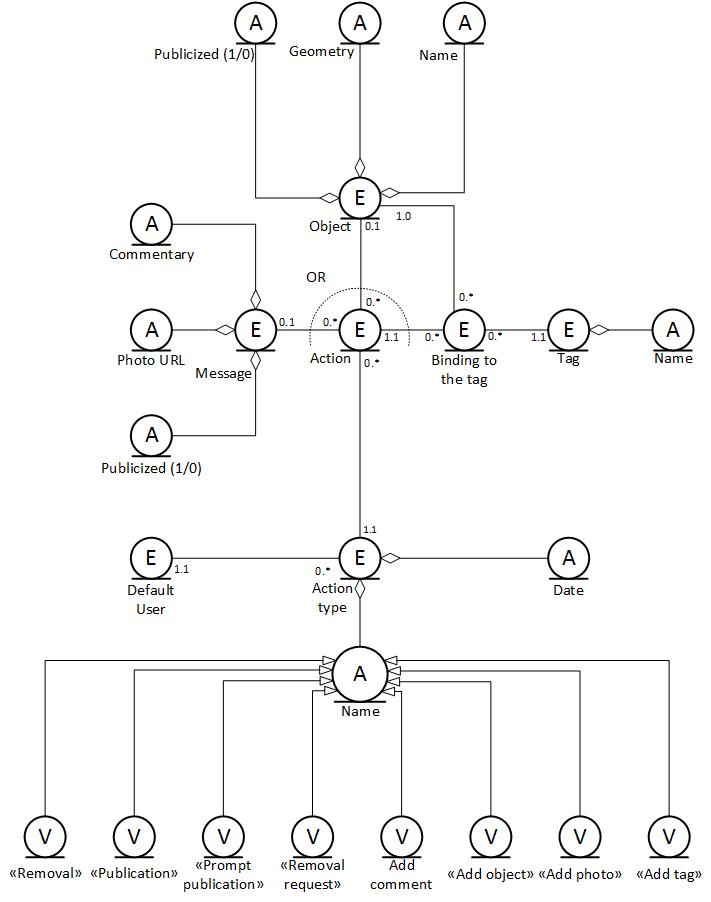 A
A
A
Publicized (1/0)
Geometry
Name
E
Object
0.1
1.0
A
Commentary
OR
0.*
0.*
A
Photo URL
E
Message
0.1
0.*
E
Action
1.1
0.*
0.*
E
Binding to
the tag
0.*
1.1
E
Tag
A
Name
A
Publicized (1/0)
1.1
E
1.1
Default
User
0.*
E
Action
type
A
Date
A
Name
V
V
V
V
V
V
V
V
«Removal»
«Publication»
«Prompt
publication»
«Removal
request»
Add
comment
«Add object»
«Add photo»
«Add tag»